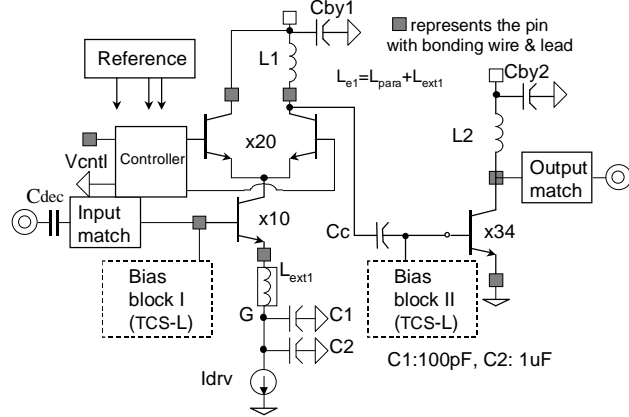 Cby1
represents the pin
with bonding wire & lead
Reference
L1
Le1=Lpara+Lext1
Cby2
Vcntl
Controller
x20
L2
Output
match
Cdec
Input
match
x10
Cc
x34
Bias
block I
(TCS-L)
Lext1
Bias
block II
(TCS-L)
G
C1
C2
C1:100pF, C2: 1uF
Idrv